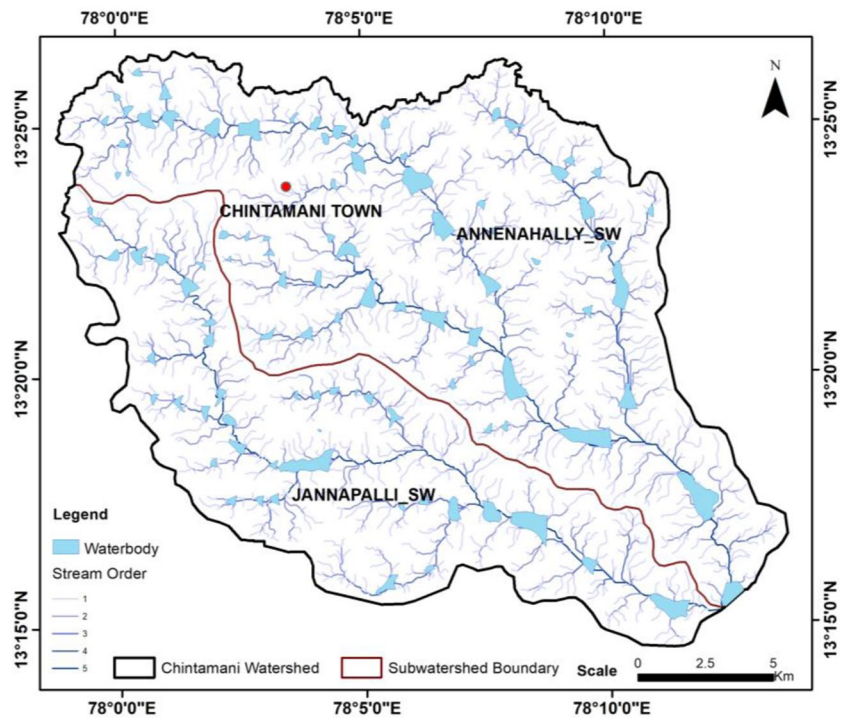 78°0'0"E 78°5'0"E 78°10'0"E
N
13°25'0"N 13°25'0"N
CHINTAMANI TOWN
ANNENAHALLY_SW
13°20'0"N 13°20'0"N
JANNAPALLI_SW
Legend
Waterbody
Stream Order
1
2
3
4
5
13°15'0"N 13°15'0"N
Chintamani Watershed Subwatershed Boundary Scale 0 2.5 5
Km
78°0'0"E 78°5'0"E 78°10'0"E